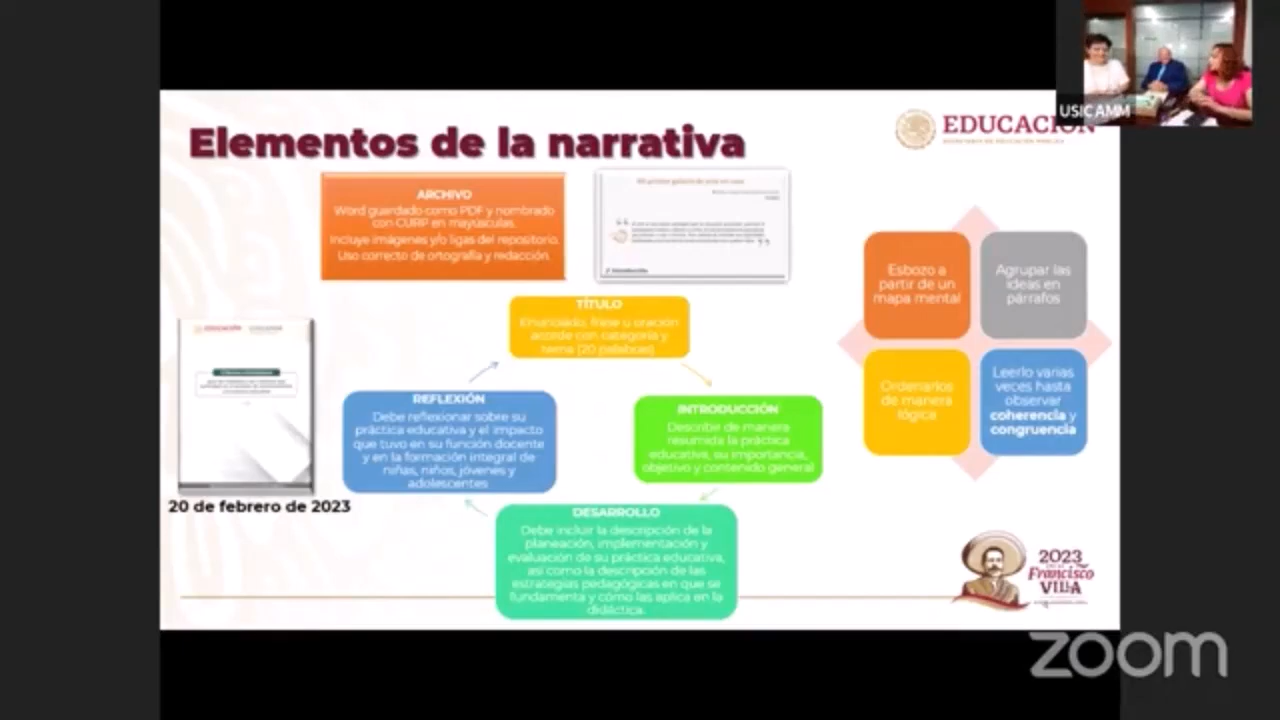 USICAMM
Elementos de la narrativa
EDUCACIÓN
SECRETARÍA DE EDUCACIÓN PÚBLICA
ARCHIVO
Word guardado como PDF y nombrado
con CURP en mayúsculas.
Incluye imágenes y/o ligas del repositorio.
Uso correcto de ortografía y redacción.
TÍTULO
Enunciado, frase u oración
acorde con categoría y
tema (20 palabras)
INTRODUCCIÓN
Describir de manera
resumida la práctica
educativa, su importancia,
objetivo y contenido general
DESARROLLO
Debe incluir la descripción de la
planeación, implementación y
evaluación de su práctica educativa,
así como la descripción de las
estrategias pedagógicas en que se
fundamenta y cómo las aplica en la
didáctica.
REFLEXIÓN
Debe reflexionar sobre su
práctica educativa y el impacto
que tuvo en su función docente
y en la formación integral de
niñas, niños, jóvenes y
adolescentes
EDUCACIÓN
20 de febrero de 2023
Esbozo a
partir de un
mapa mental
Agrupar las
ideas en
párrafos
Ordenarlos
de manera
lógica
Leerlo varias
veces hasta
observar
coherencia y
congruencia
2023
Francisco
VILLA
zoom